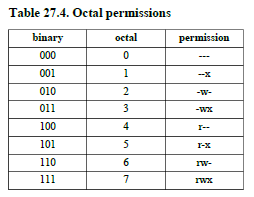 Table 27.4. Octal permissions
binary octal permission
000 0 ---
001 1 --x
010 2 -w-
011 3 -wx
100 4 r--
101 5 r-x
110 6 rw-
111 7 rwx